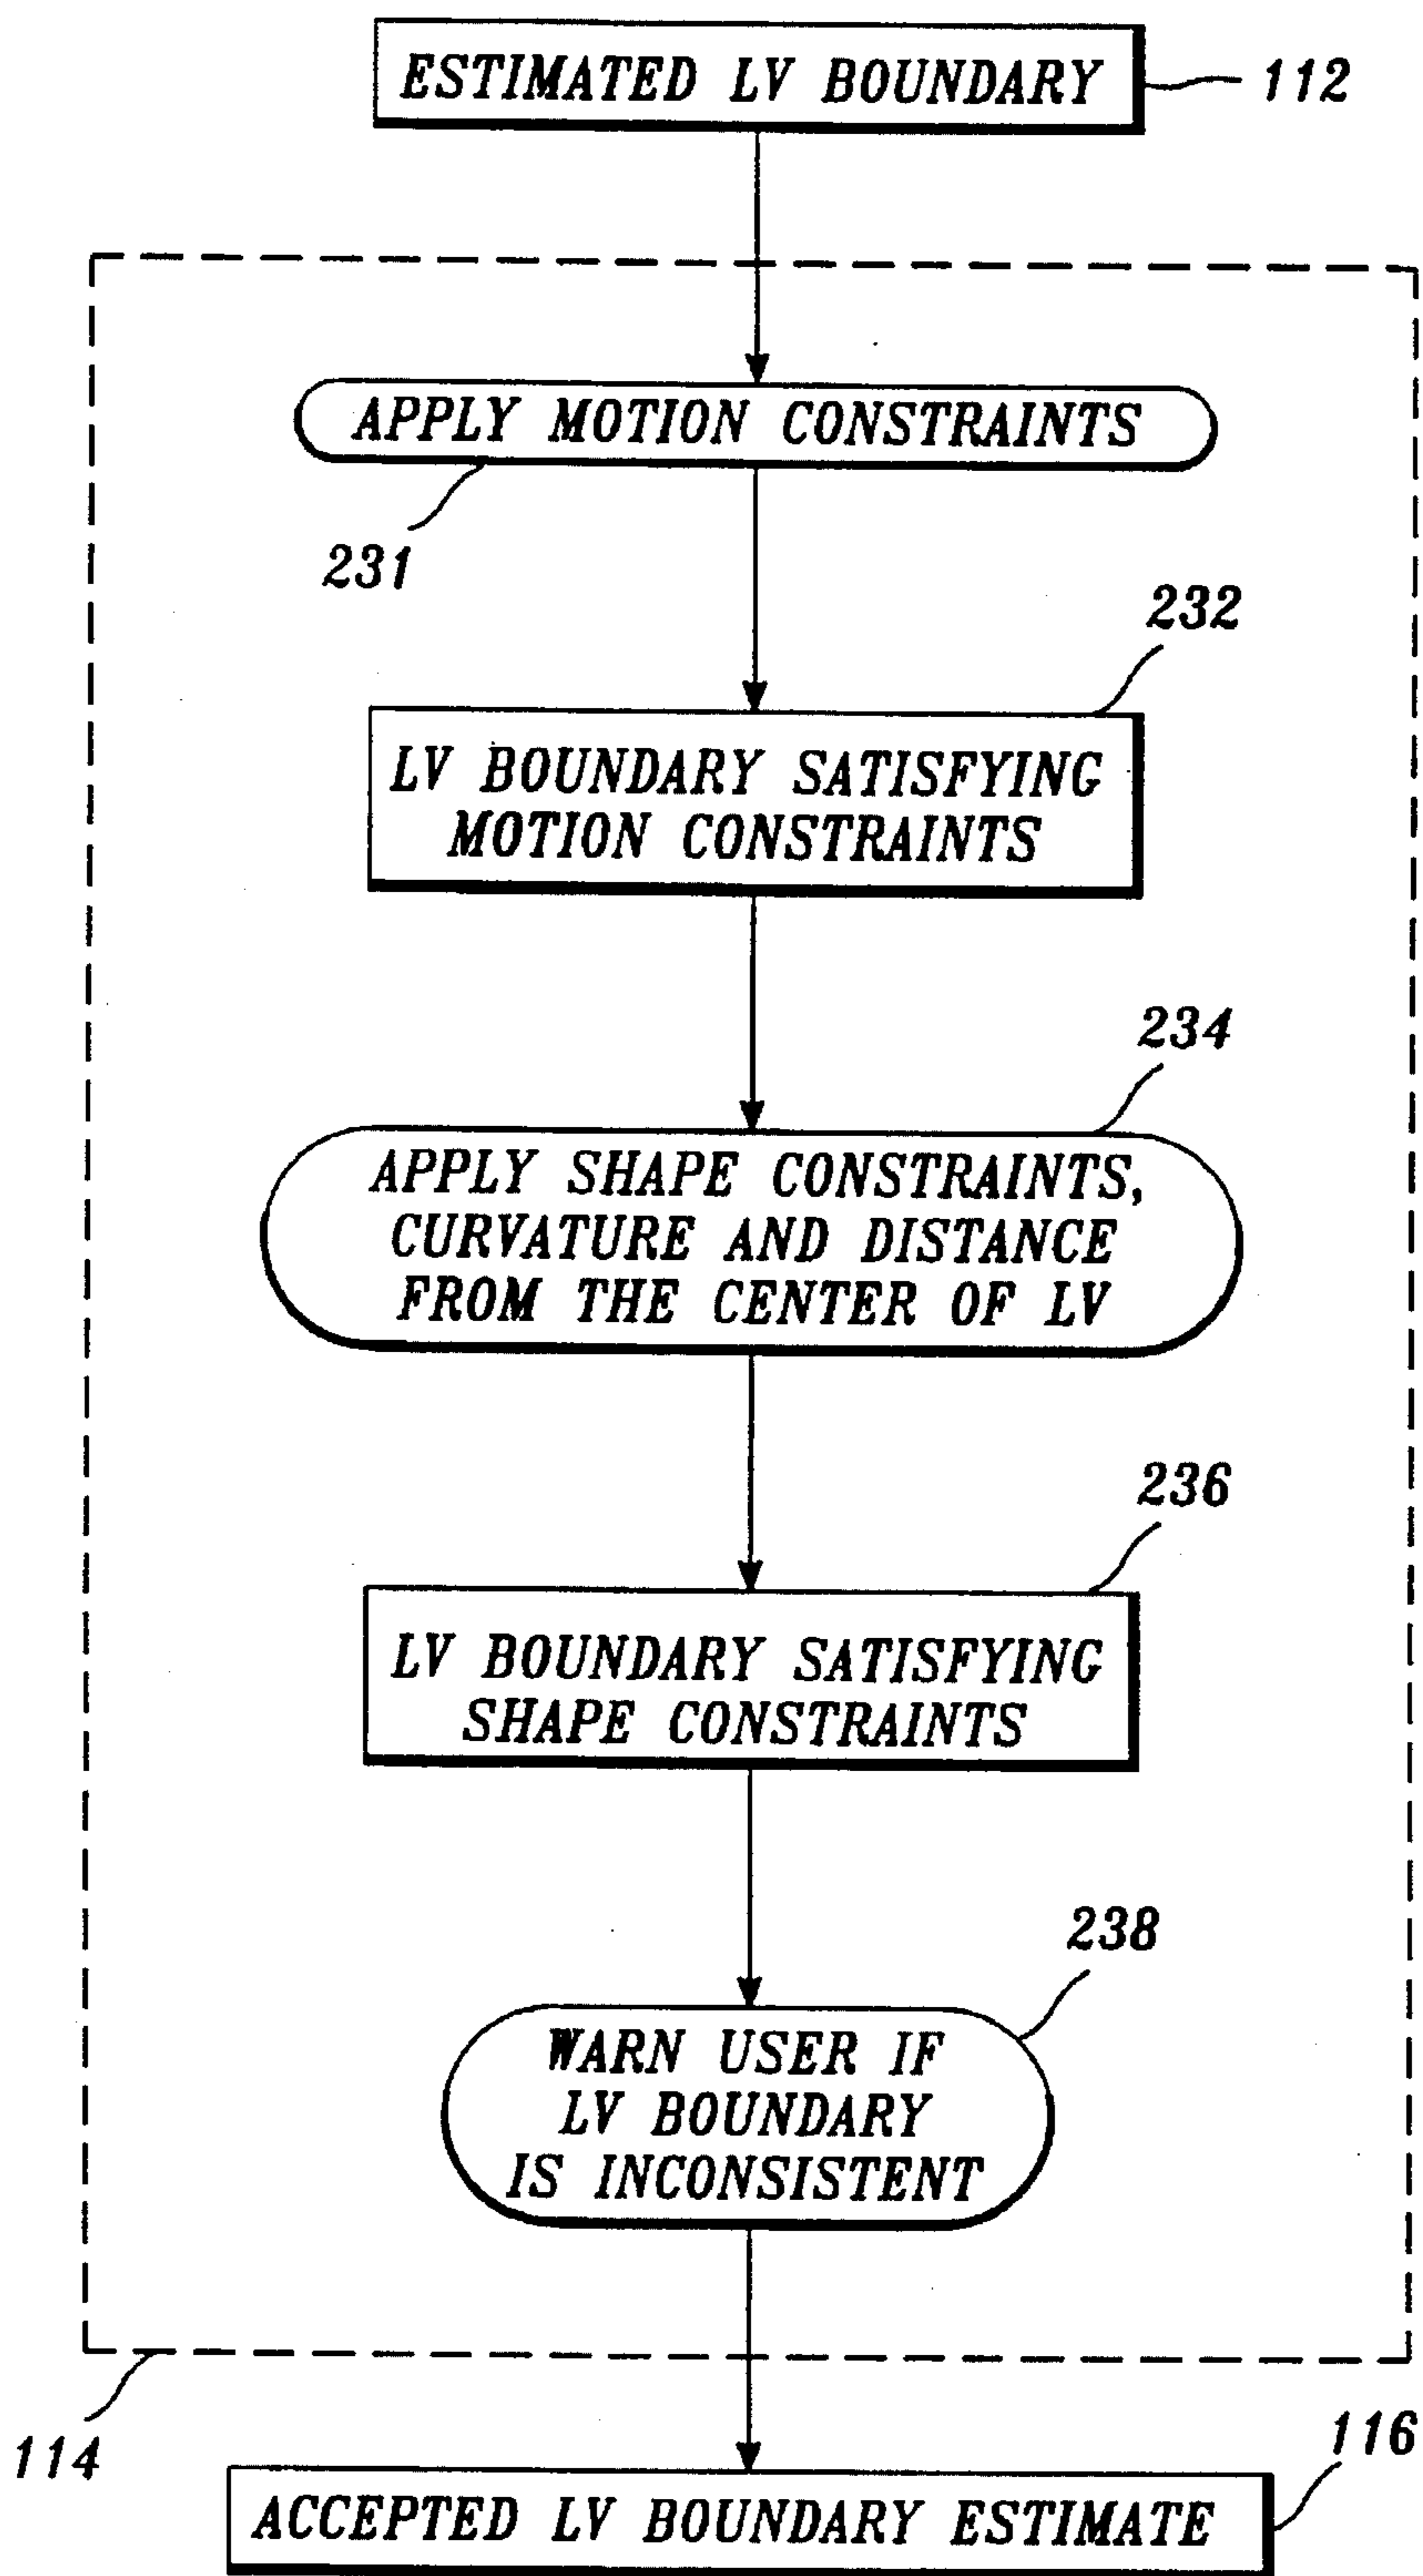 ESTIMATED LV BOUNDARY
112
APPLY MOTION CONSTRAINTS
231
232
LV BOUNDARY SATISFYING
MOTION CONSTRAINTS
234
APPLY SHAPE CONSTRAINTS,
CURVATURE AND DISTANCE
FROM THE CENTER OF LV
236
LV BOUNDARY SATISFYING
SHAPE CONSTRAINTS
238
WARN USER IF
LV BOUNDARY
IS INCONSISTENT
114
116
ACCEPTED LV BOUNDARY ESTIMATE